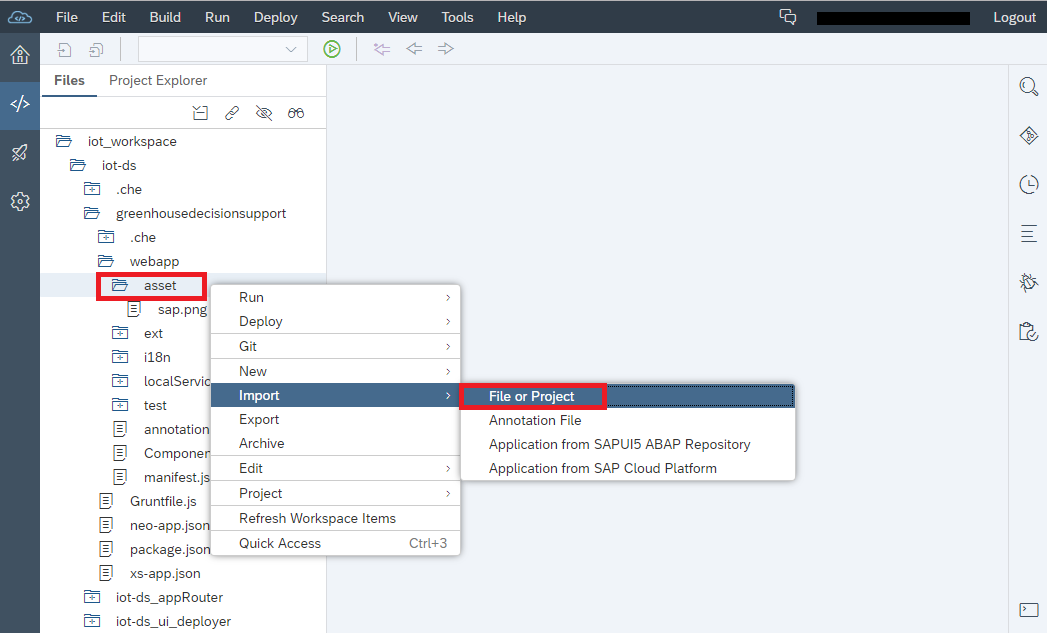 File Edit Build Run Deploy Search View Tools Help Logout
Files Project Explorer
iot_workspace
iot-ds
.che
greenhousedecisionsupport
.che
webapp
asset
sap.png
ext
i18n
localServic
test
annotation
Componen
manifest.js
Gruntfile.js
neo-app.json
package.json
xs-app.json
iot-ds_appRouter
iot-ds_ui_deployer
Run
Deploy
Git
New
Import
Export
Archive
Edit
Project
Refresh Workspace Items
Quick Access Ctrl+3
File or Project
Annotation File
Application from SAPUI5 ABAP Repository
Application from SAP Cloud Platform